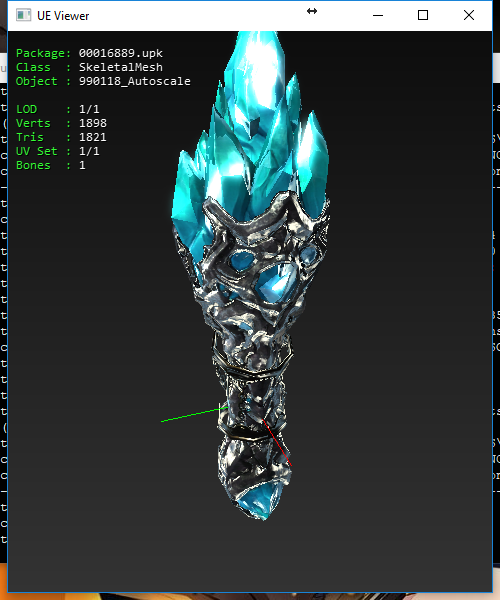 UE Viewer
Package: 00016889.upk
Class : SkeletalMesh
Object : 990118_Autoscale
LOD : 1/1
Verts : 1898
Tris : 1821
UV Set : 1/1
Bones : 1